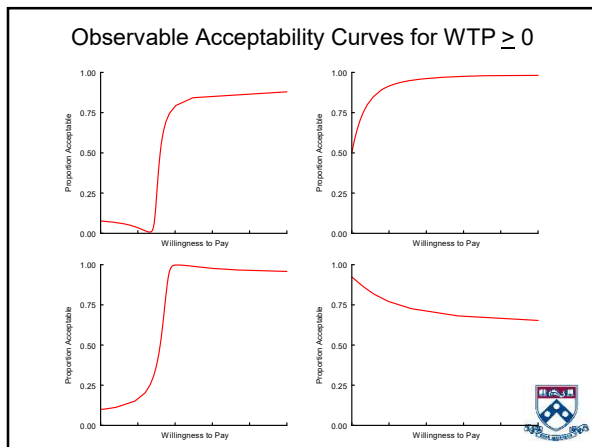 Observable Acceptability Curves for WTP ≥ 0
1.00
0.75
0.50
0.25
0.00
Proportion Acceptable
Willingness to Pay
1.00
0.75
0.50
0.25
0.00
Proportion Acceptable
Willingness to Pay
1.00
0.75
0.50
0.25
0.00
Proportion Acceptable
Willingness to Pay
1.00
0.75
0.50
0.25
0.00
Proportion Acceptable
Willingness to Pay